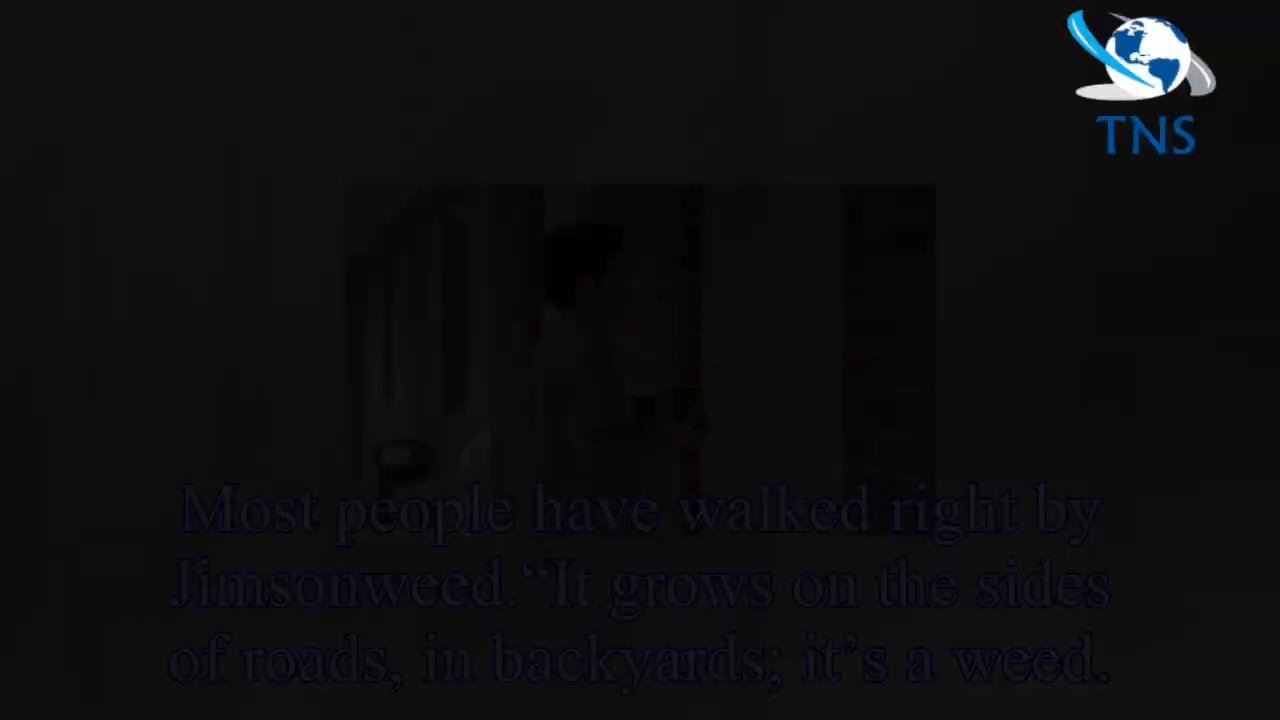 TNS
Most people have walked right by
Jimsonweed.“It grows on the sides
of roads, in backyards; it’s a weed.